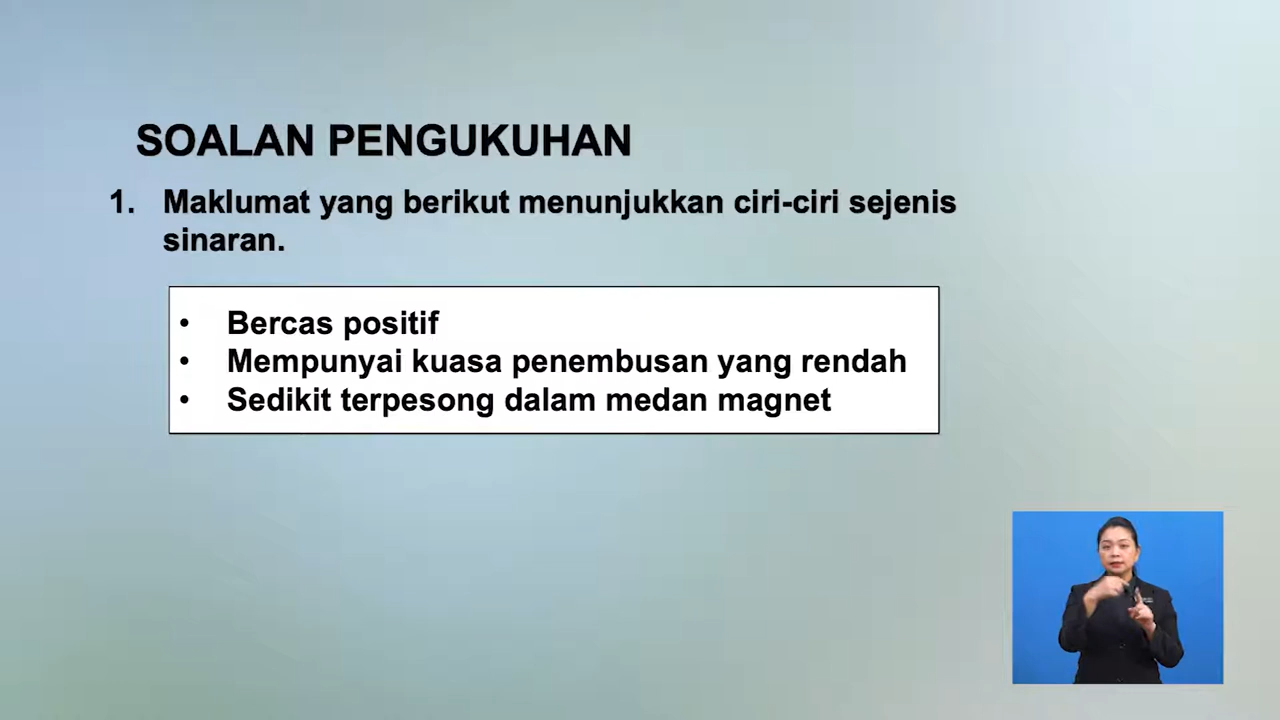 SOALAN PENGUKUHAN
1. Maklumat yang berikut menunjukkan ciri-ciri sejenis
sinaran.
• Bercas positif
• Mempunyai kuasa penembusan yang rendah
• Sedikit terpesong dalam medan magnet